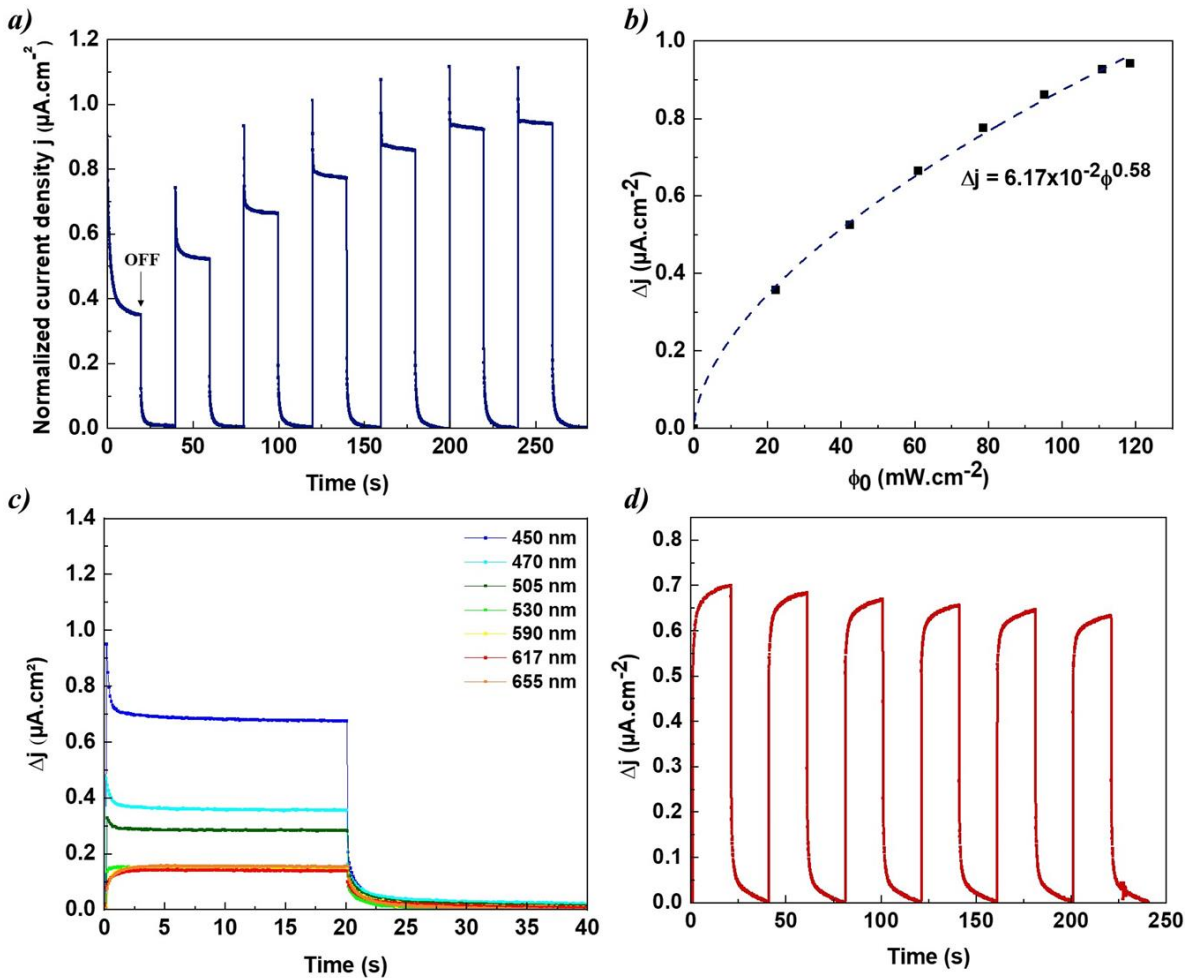 a)
Normalized current density j (µA.cm⁻²)
1.2
1.0
0.8
0.6
0.4
0.2
0.0
OFF
0 50 100 150 200 250
Time (s)
b)
Δj (µA.cm⁻²)
1.0
0.8
0.6
0.4
0.2
0.0
Δj = 6.17x10⁻²ϕ⁰·⁵⁸
0 20 40 60 80 100 120
ϕ0 (mW.cm⁻²)
c)
Δj (µA.cm²)
1.4
1.2
1.0
0.8
0.6
0.4
0.2
0.0
450 nm
470 nm
505 nm
530 nm
590 nm
617 nm
655 nm
0 5 10 15 20 25 30 35 40
Time (s)
d)
Δj (µA.cm-2)
0.8
0.7
0.6
0.5
0.4
0.3
0.2
0.1
0.0
0 50 100 150 200 250
Time (s)